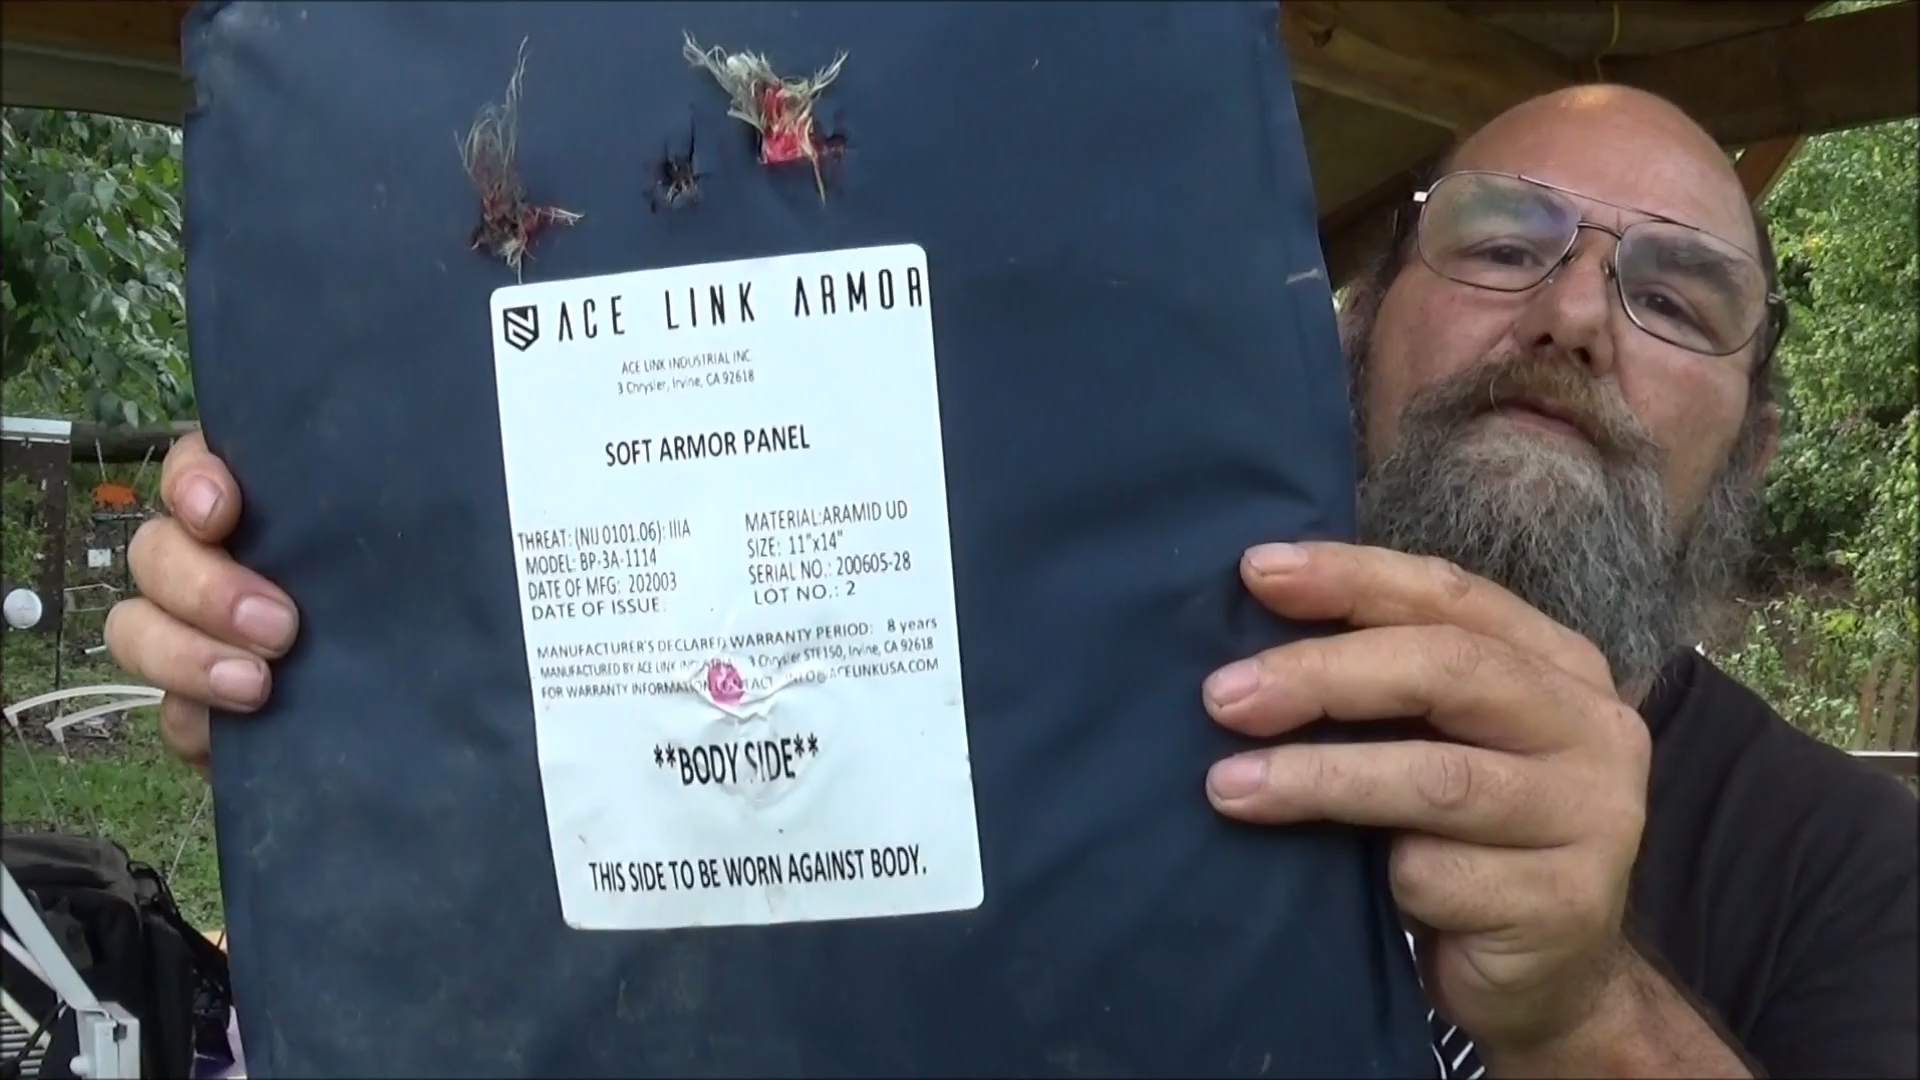 ACE LINK ARMOR
ACE LINK INDUSTRIAL INC.
3 Chrysler, Irvine, CA 92618
SOFT ARMOR PANEL
THREAT: (NIJ 0101.06): IIIA
MODEL: BP-3A-1114
DATE OF MFG: 202003
DATE OF ISSUE:
MATERIAL:ARAMID UD
SIZE: 11"x14"
SERIAL NO.: 200605-28
LOT NO.: 2
MANUFACTURER'S DECLARED WARRANTY PERIOD: 8 years
MANUFACTURED BY ACE LINK 3 Chrysler STE150, Irvine, CA 92618
FOR WARRANTY INFORMATION INFO@ACELINKUSA.COM
**BODY SIDE**
THIS SIDE TO BE WORN AGAINST BODY.